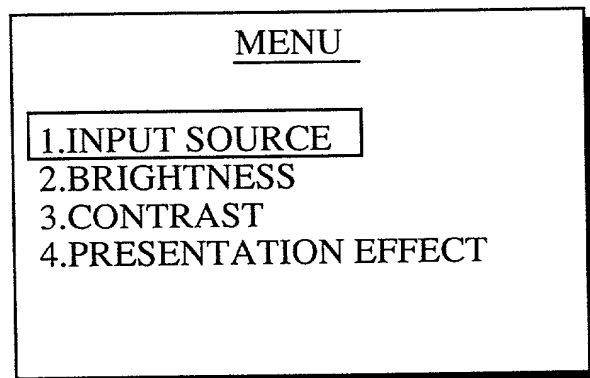 MENU
1.INPUT SOURCE
2.BRIGHTNESS
3.CONTRAST
4.PRESENTATION EFFECT